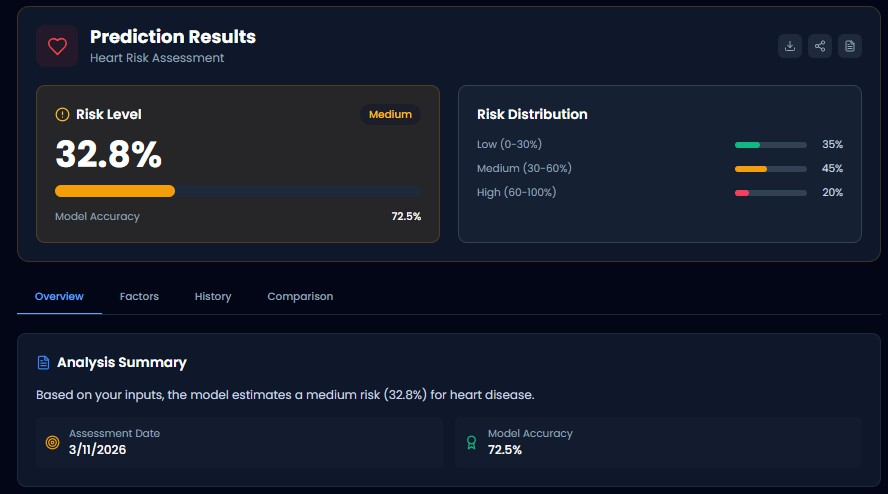 Prediction Results
Heart Risk Assessment
Risk Level
Medium
32.8%
Model Accuracy
72.5%
Risk Distribution
Low (0-30%)
35%
Medium (30-60%)
45%
High (60-100%)
20%
Overview
Factors
History
Comparison
Analysis Summary
Based on your inputs, the model estimates a medium risk (32.8%) for heart disease.
Assessment Date
3/11/2026
Model Accuracy
72.5%